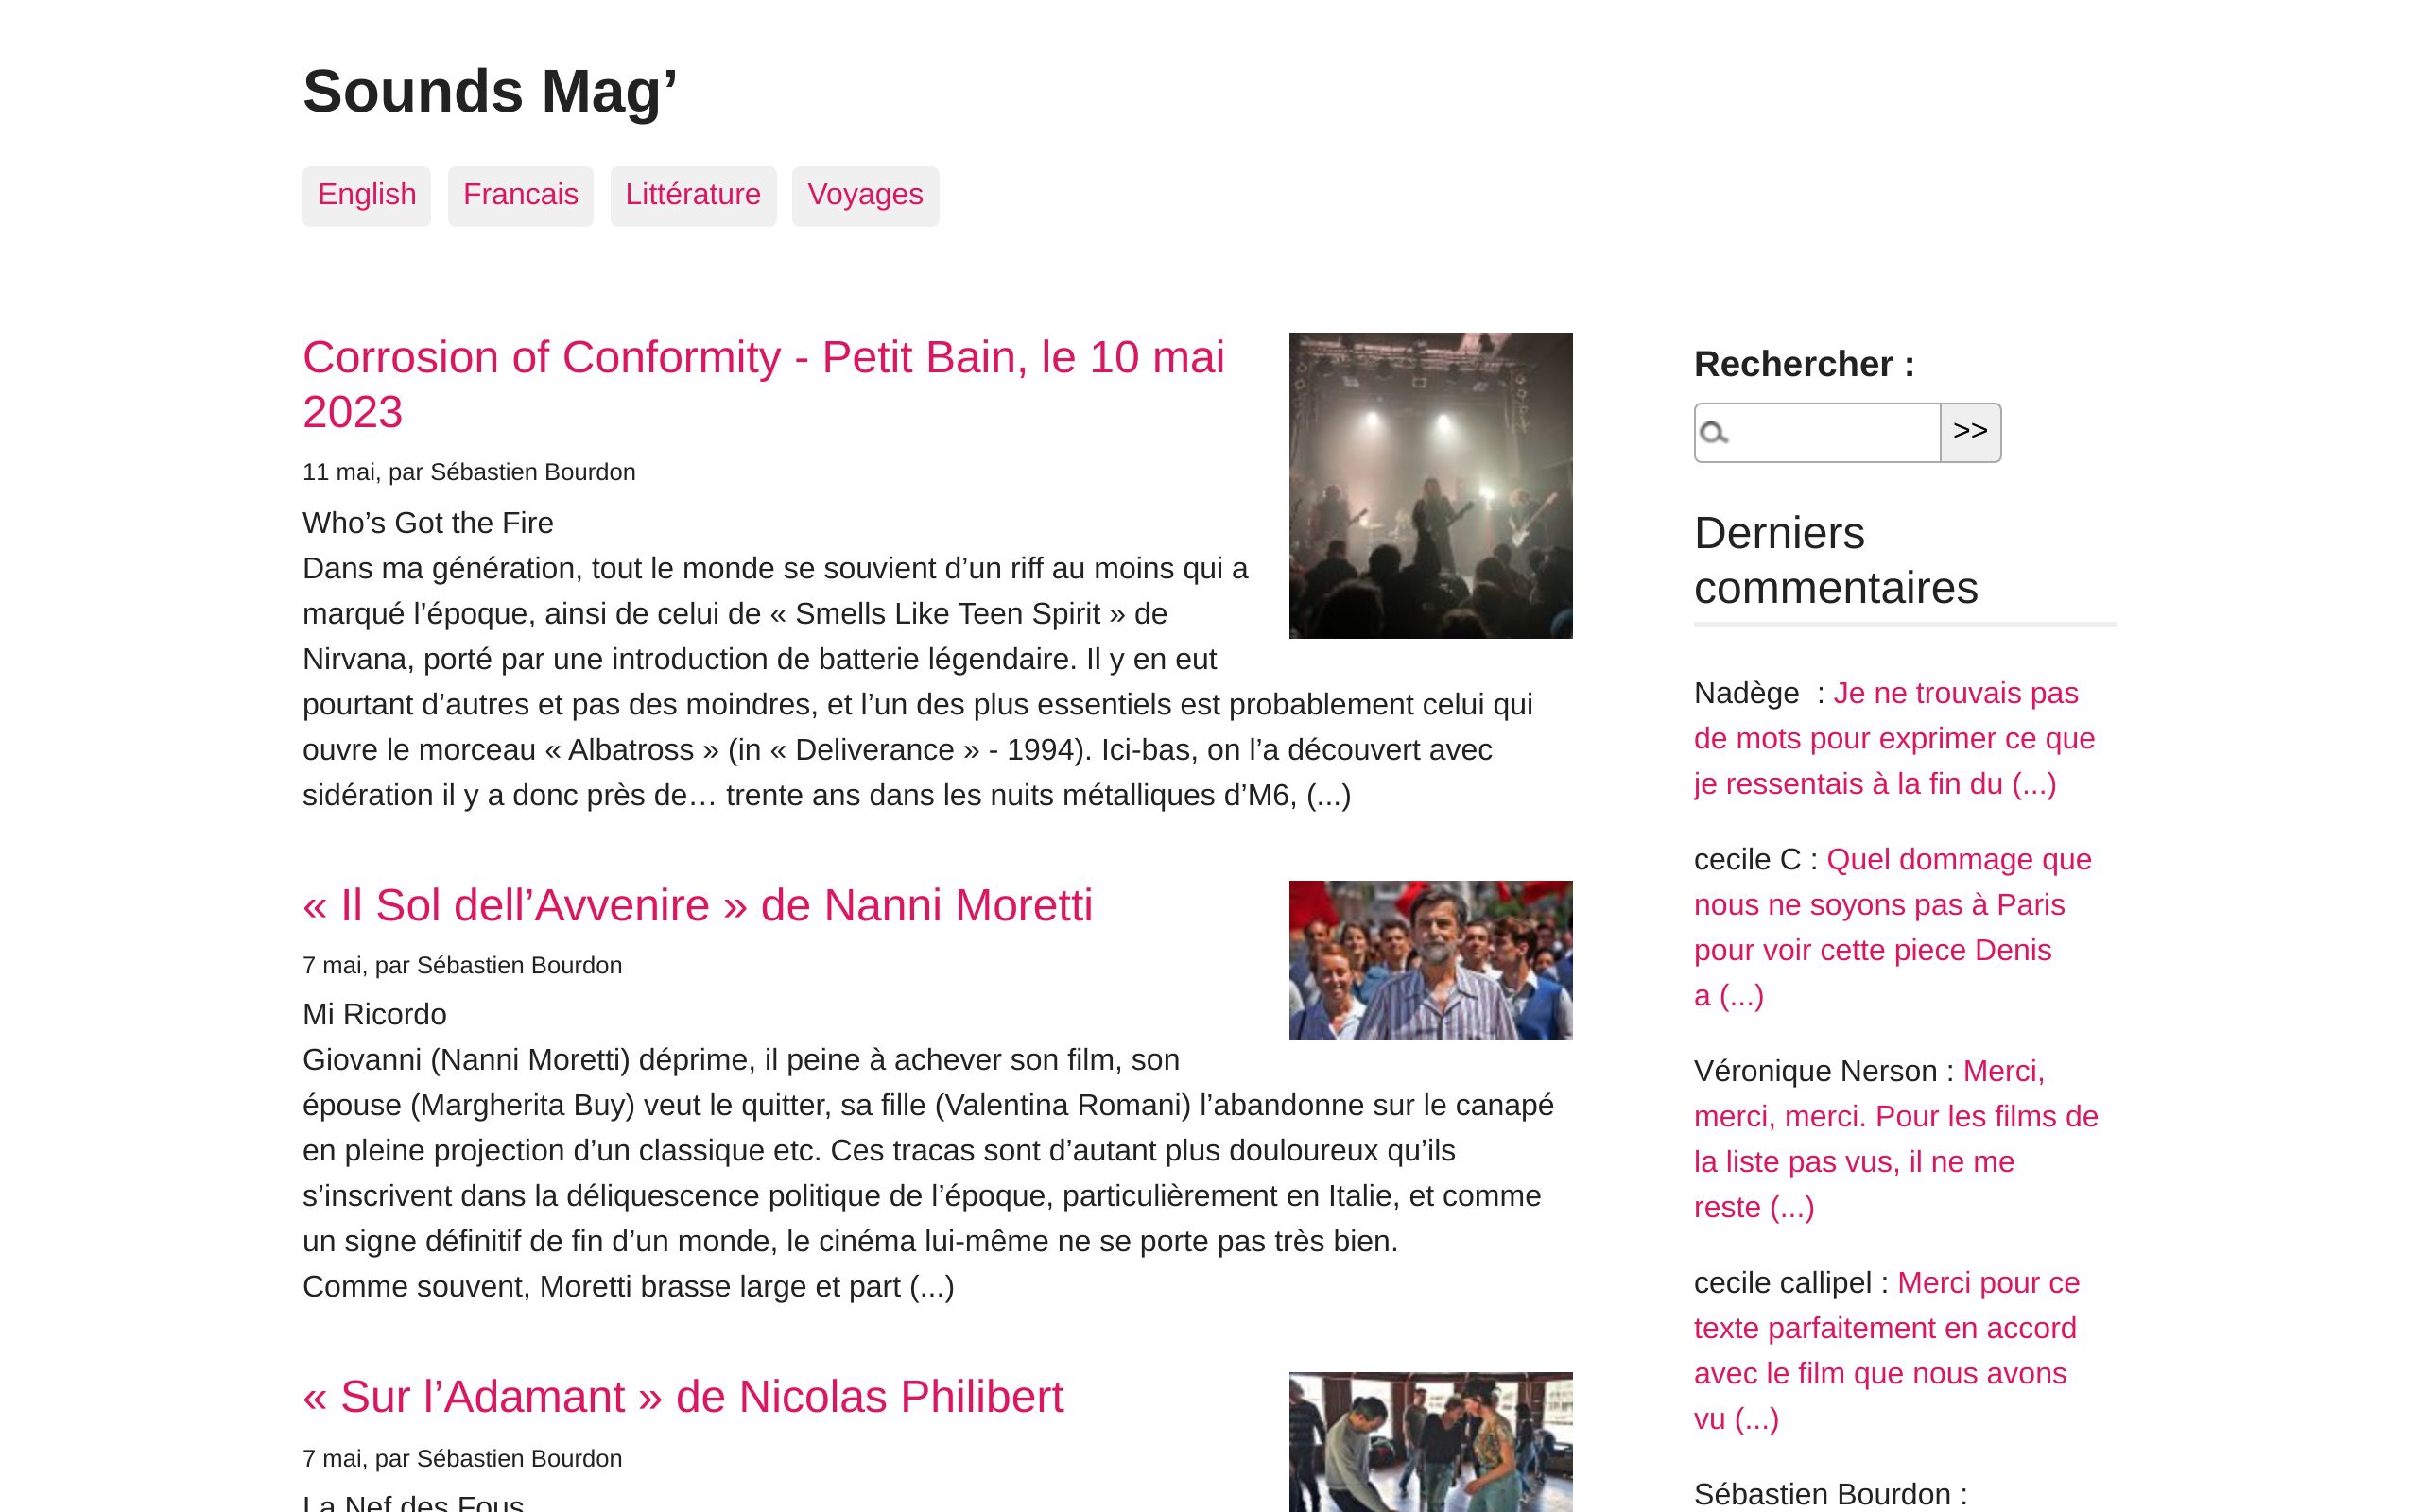 Sounds Mag’
English Francais Littérature Voyages
Corrosion of Conformity - Petit Bain, le 10 mai
2023
11 mai, par Sébastien Bourdon
Who’s Got the Fire
Dans ma génération, tout le monde se souvient d’un riff au moins qui a
marqué l’époque, ainsi de celui de « Smells Like Teen Spirit » de
Nirvana, porté par une introduction de batterie légendaire. Il y en eut
pourtant d’autres et pas des moindres, et l’un des plus essentiels est probablement celui qui
ouvre le morceau « Albatross » (in « Deliverance » - 1994). Ici-bas, on l’a découvert avec
sidération il y a donc près de… trente ans dans les nuits métalliques d’M6, (...)
« Il Sol dell’Avvenire » de Nanni Moretti
7 mai, par Sébastien Bourdon
Mi Ricordo
Giovanni (Nanni Moretti) déprime, il peine à achever son film, son
épouse (Margherita Buy) veut le quitter, sa fille (Valentina Romani) l’abandonne sur le canapé
en pleine projection d’un classique etc. Ces tracas sont d’autant plus douloureux qu’ils
s’inscrivent dans la déliquescence politique de l’époque, particulièrement en Italie, et comme
un signe définitif de fin d’un monde, le cinéma lui-même ne se porte pas très bien.
Comme souvent, Moretti brasse large et part (...)
« Sur l’Adamant » de Nicolas Philibert
7 mai, par Sébastien Bourdon
La Nef des Fous
Rechercher :
>>
Derniers
commentaires
Nadège  : Je ne trouvais pas
de mots pour exprimer ce que
je ressentais à la fin du (...)
cecile C : Quel dommage que
nous ne soyons pas à Paris
pour voir cette piece Denis
a (...)
Véronique Nerson : Merci,
merci, merci. Pour les films de
la liste pas vus, il ne me
reste (...)
cecile callipel : Merci pour ce
texte parfaitement en accord
avec le film que nous avons
vu (...)
Sébastien Bourdon :